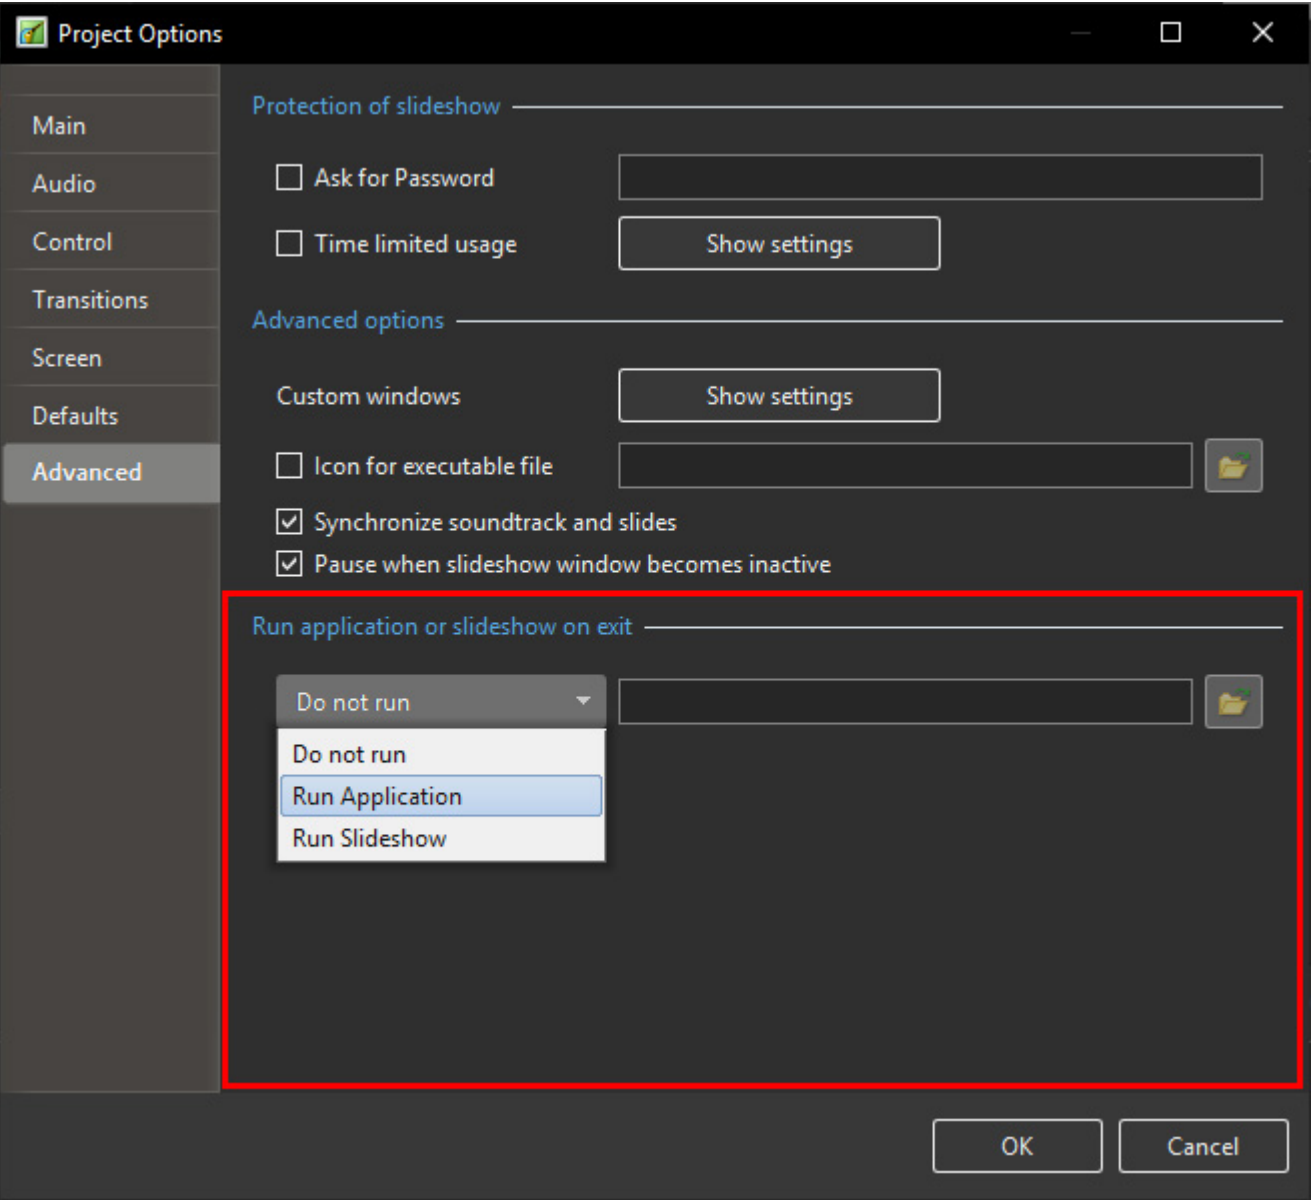 Project Options
Main
Audio
Control
Transitions
Screen
Defaults
Advanced
Protection of slideshow
Ask for Password
Time limited usage
Show settings
Advanced options
Custom windows
Show settings
Icon for executable file
Synchronize soundtrack and slides
Pause when slideshow window becomes inactive
Run application or slideshow on exit
Do not run
Do not run
Run Application
Run Slideshow
OK
Cancel